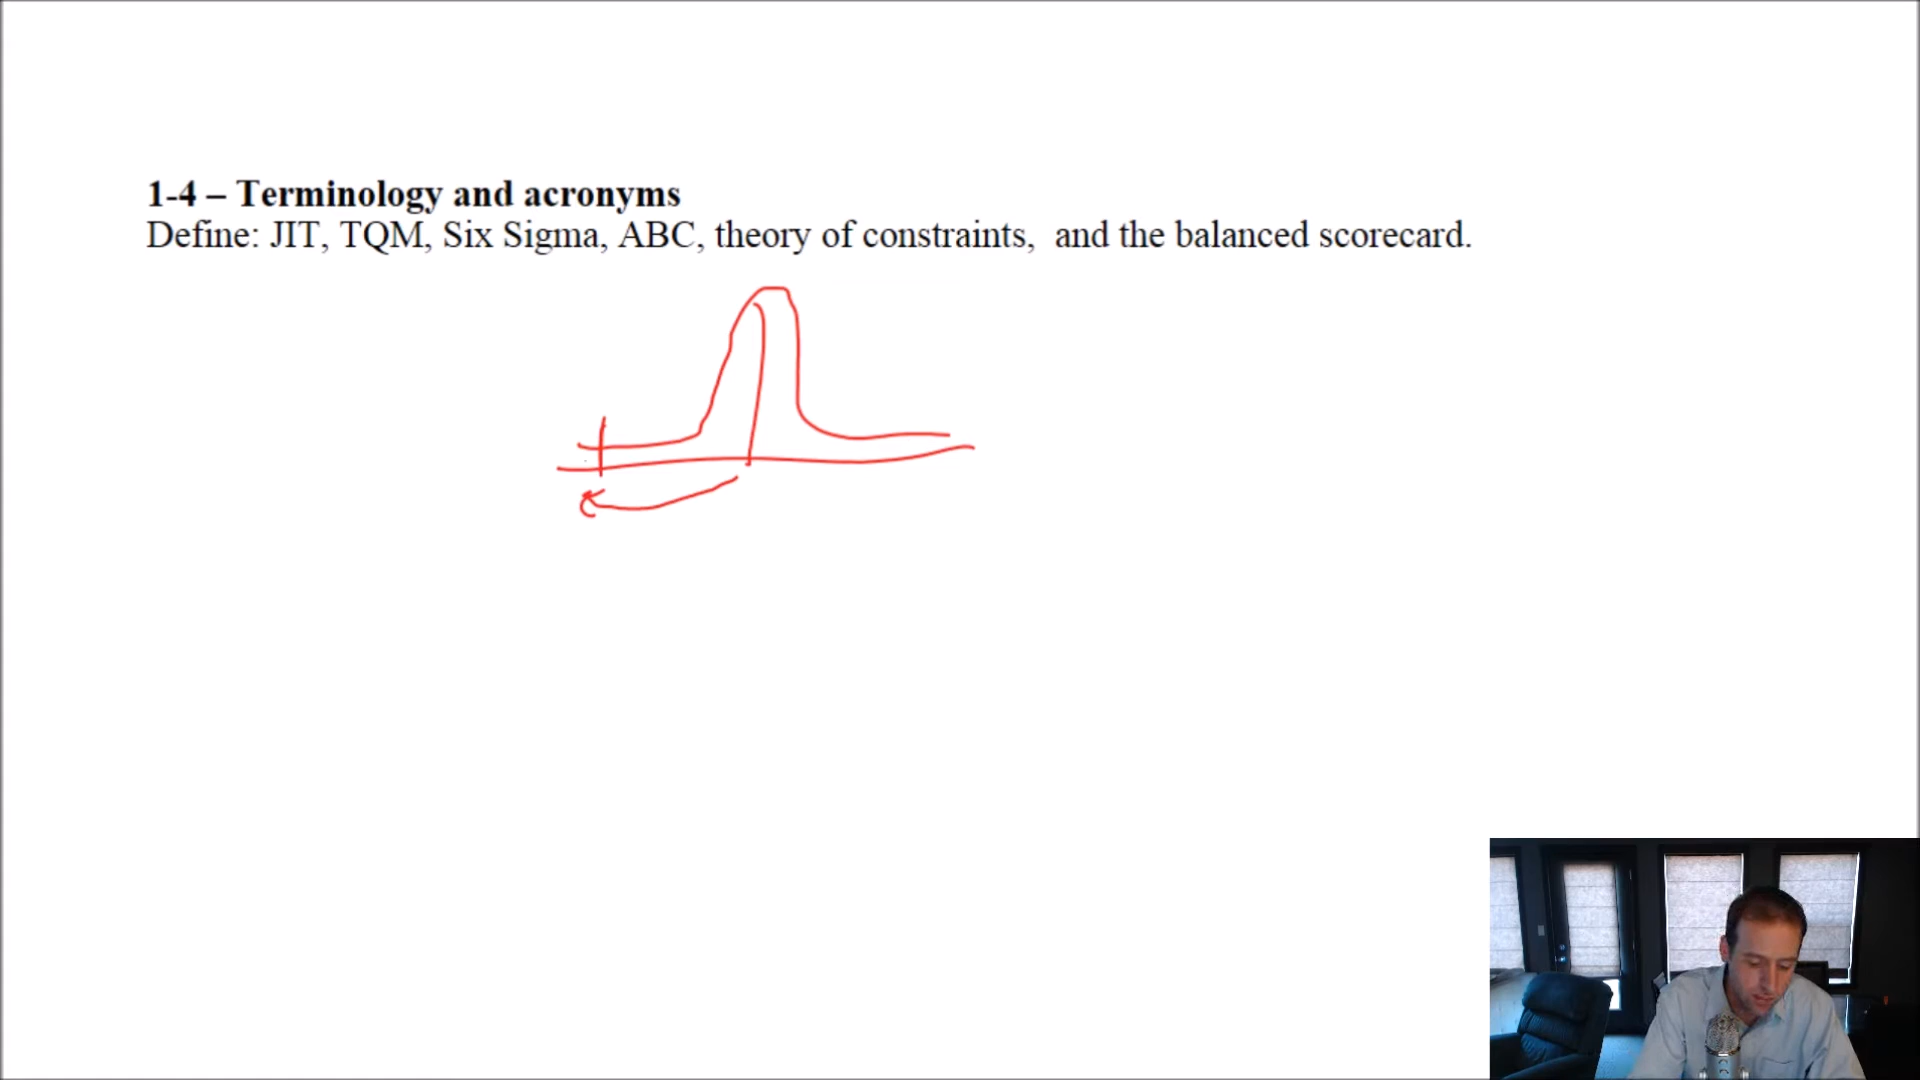 1-4 – Terminology and acronyms
Define: JIT, TQM, Six Sigma, ABC, theory of constraints,  and the balanced scorecard.